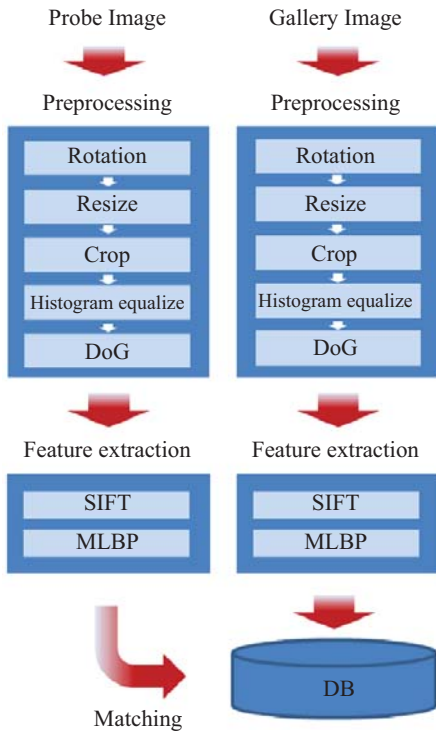 Probe Image
Preprocessing
Rotation
Resize
Crop
Histogram equalize
DoG
Feature extraction
SIFT
MLBP
Matching
Gallery Image
Preprocessing
Rotation
Resize
Crop
Histogram equalize
DoG
Feature extraction
SIFT
MLBP
DB